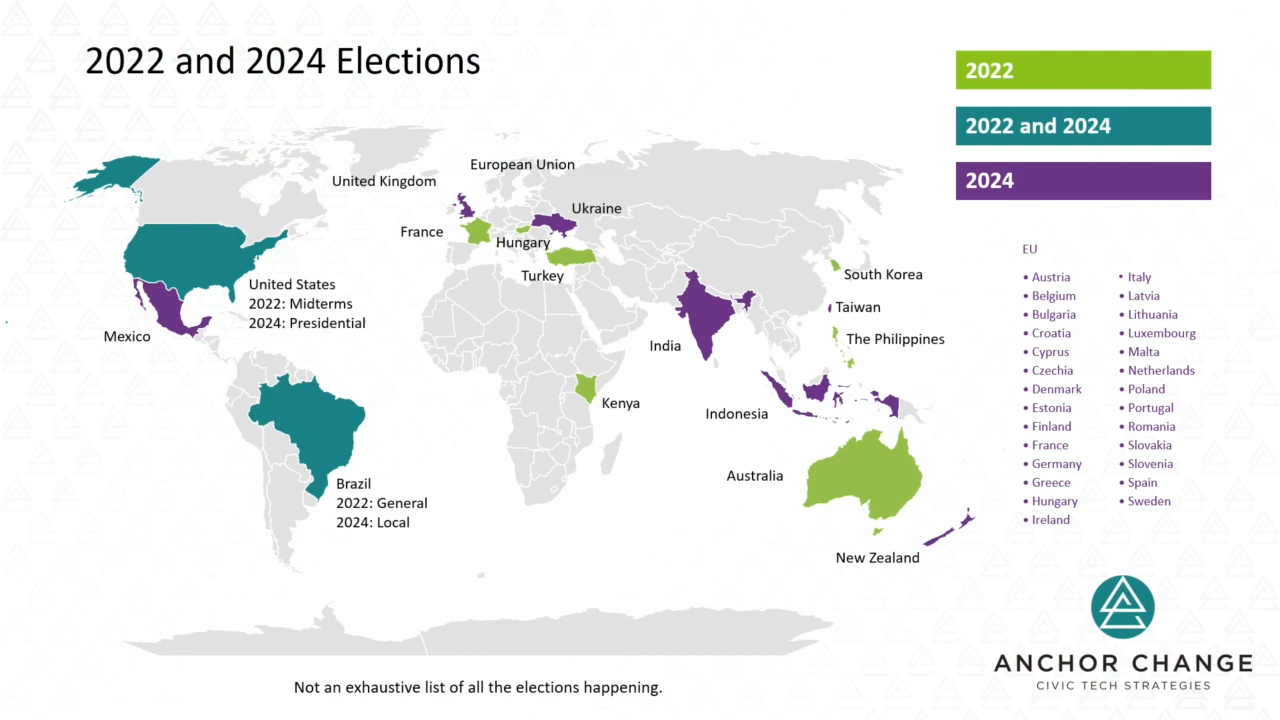 2022 and 2024 Elections
2022
2022 and 2024
2024
European Union
United Kingdom
Ukraine
France
Hungary
Turkey
South Korea
United States
2022: Midterms
2024: Presidential
Taiwan
Mexico
India
The Philippines
Kenya
Indonesia
Brazil
2022: General
2024: Local
Australia
New Zealand
EU
• Austria
• Belgium
• Bulgaria
• Croatia
• Cyprus
• Czechia
• Denmark
• Estonia
• Finland
• France
• Germany
• Greece
• Hungary
• Ireland
• Italy
• Latvia
• Lithuania
• Luxembourg
• Malta
• Netherlands
• Poland
• Portugal
• Romania
• Slovakia
• Slovenia
• Spain
• Sweden
ANCHOR CHANGE
CIVIC TECH STRATEGIES
Not an exhaustive list of all the elections happening.